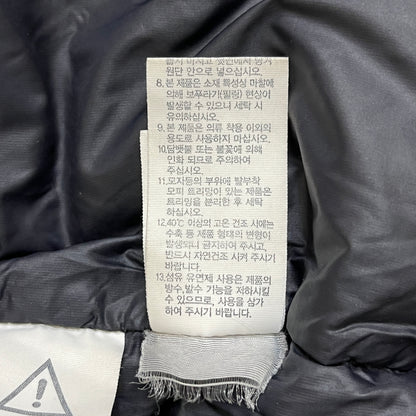 원단 안으로 넣으십시오.
8. 본 제품은 소재 특성상 마찰에
의해 보푸라기(필링) 현상이
발생할 수 있으니 세탁 시
유의하십시오.
9. 본 제품은 의류 착용 이외의
용도로 사용하지 마십시오.
10. 담뱃불 또는 불꽃에 의해
인화 되므로 주의하여
주십시오.
11. 모자등의 부위에 탈부착
모피 트리밍이 있는 제품은
트리밍을 분리한 후 세탁
하십시오.
12. 40℃ 이상의 고온 건조 시에는
수축 등 제품 형태의 변형이
발생되니 금지하여 주시고,
반드시 자연건조 시켜 주시기
바랍니다.
13. 섬유 유연제 사용은 제품의
방수, 발수 기능을 저하시킬
수 있으므로, 사용을 삼가
하여 주시기 바랍니다.